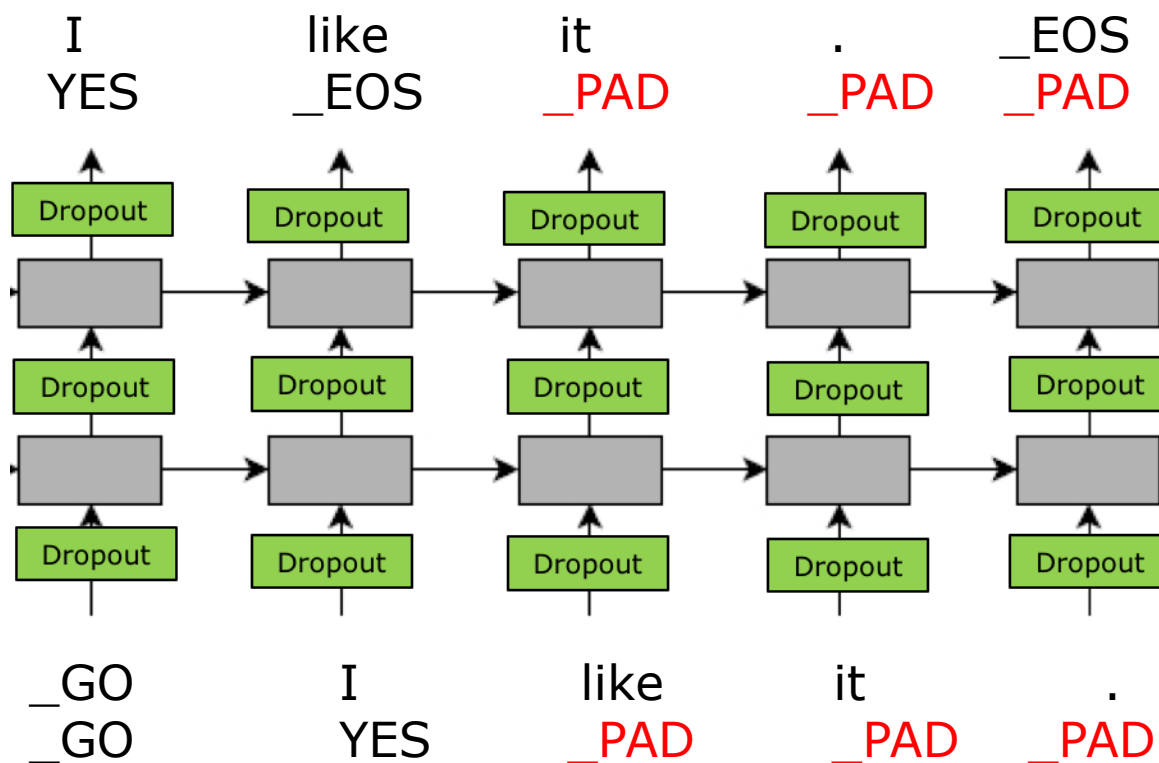 I like it . _EOS
YES _EOS _PAD _PAD _PAD
Dropout Dropout Dropout Dropout Dropout
Dropout Dropout Dropout Dropout Dropout
Dropout Dropout Dropout Dropout Dropout
_GO I like it .
_GO YES _PAD _PAD _PAD